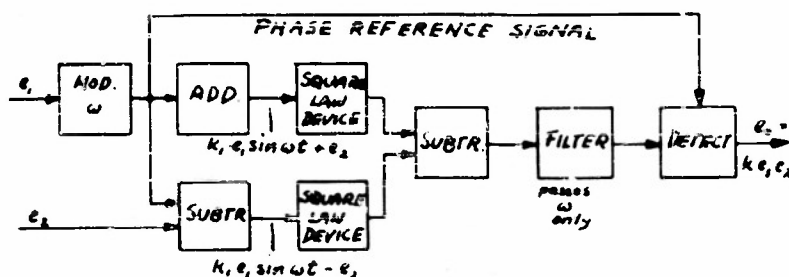 PHASE REFERENCE SIGNAL
e₁
MOD.
ω
ADD.
SQUARE
LAW
DEVICE
k₁ e₁ sin ωt + e₂
SUBTR.
FILTER
passes
ω
only
DETECT
e₀ =
k e₁ e₂
e₂
SUBTR.
SQUARE
LAW
DEVICE
k₁ e₁ sin ωt - e₂